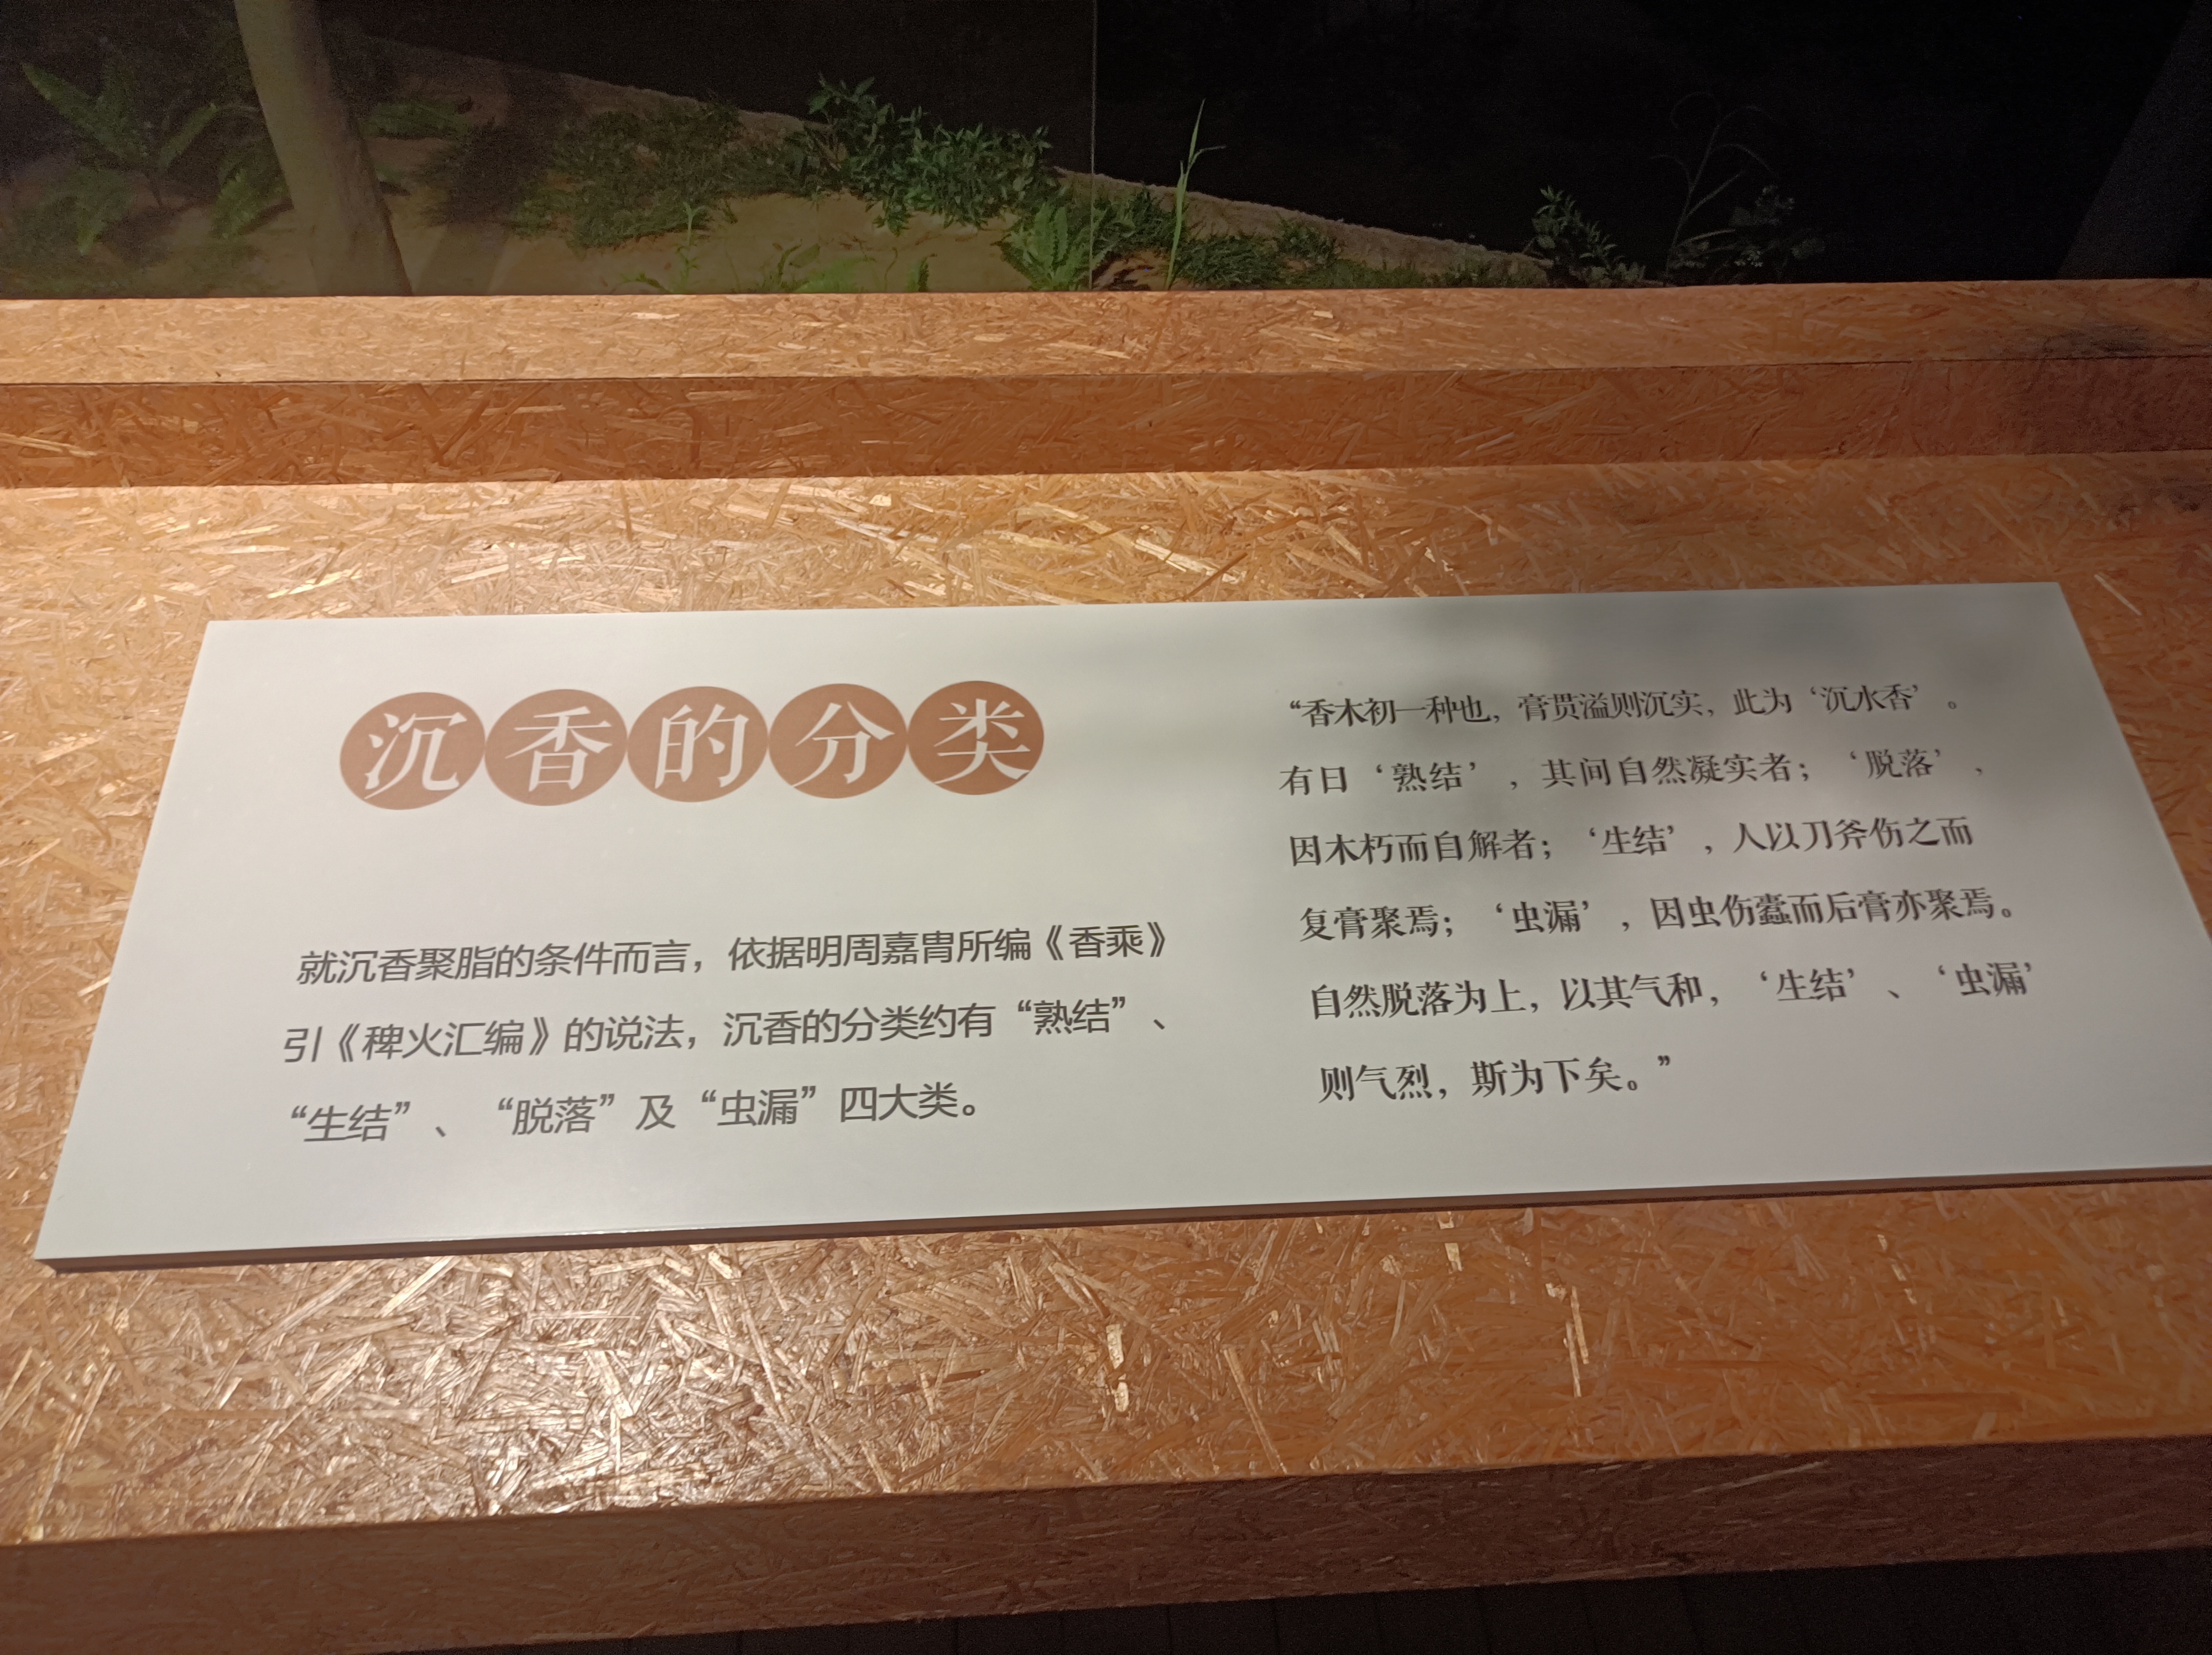 沉香的分类
就沉香聚脂的条件而言，依据明周嘉胄所编《香乘》
引《稗火汇编》的说法，沉香的分类约有“熟结”、
“生结”、“脱落”及“虫漏”四大类。
“香木初一种也，膏贯溢则沉实，此为‘沉水香’。
有日‘熟结’，其间自然凝实者；‘脱落’，
因木朽而自解者；‘生结’，人以刀斧伤之而
复膏聚焉；‘虫漏’，因虫伤蠹而后膏亦聚焉。
自然脱落为上，以其气和，‘生结’、‘虫漏’
则气烈，斯为下矣。”